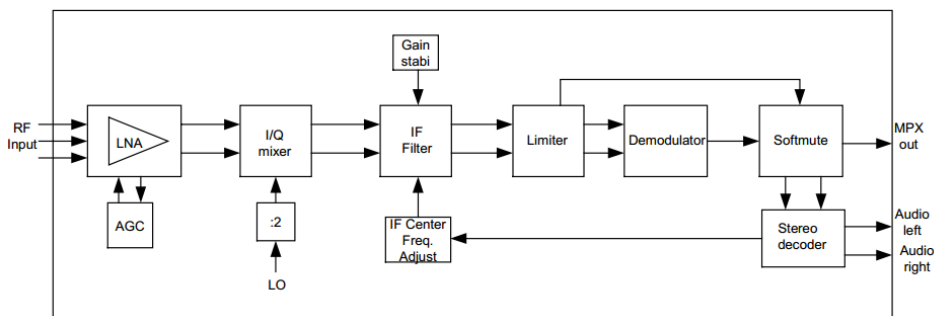 Gain
stabi
RF
Input
LNA
I/Q
mixer
IF
Filter
Limiter
Demodulator
Softmute
MPX
out
AGC
:2
LO
IF Center
Freq.
Adjust
Stereo
decoder
Audio
left
Audio
right